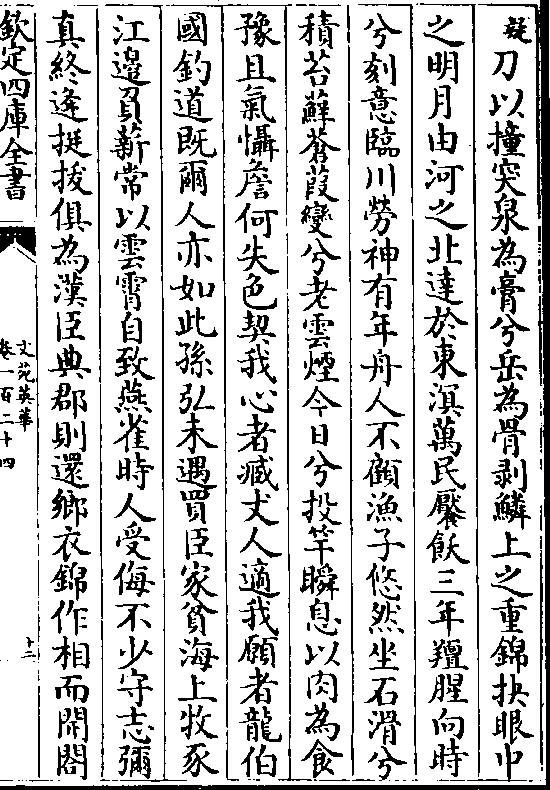 疑刀以撞突泉為膏兮岳為骨剥鱗上之重錦抉眼中
之明月由河之北達於東溟萬民饜飫三年羶腥向時
兮刻意臨川勞神有年舟人不顧漁子悠然坐石滑兮
積苔蘚蒼葭變兮老雲煙今日兮投竿瞬息以肉為食
豫且氣懾詹何失色契我心者臧丈人適我願者龍伯
國釣道既爾人亦如此孫弘未遇買臣家貧海上牧豕
江邊負薪常以雲霄自致燕雀時人受侮不少守志彌
真終逄挺拔俱為漢臣典郡則還鄉衣錦作相而開閤
欽定四庫全書
文苑英華
卷一百二十四
十二